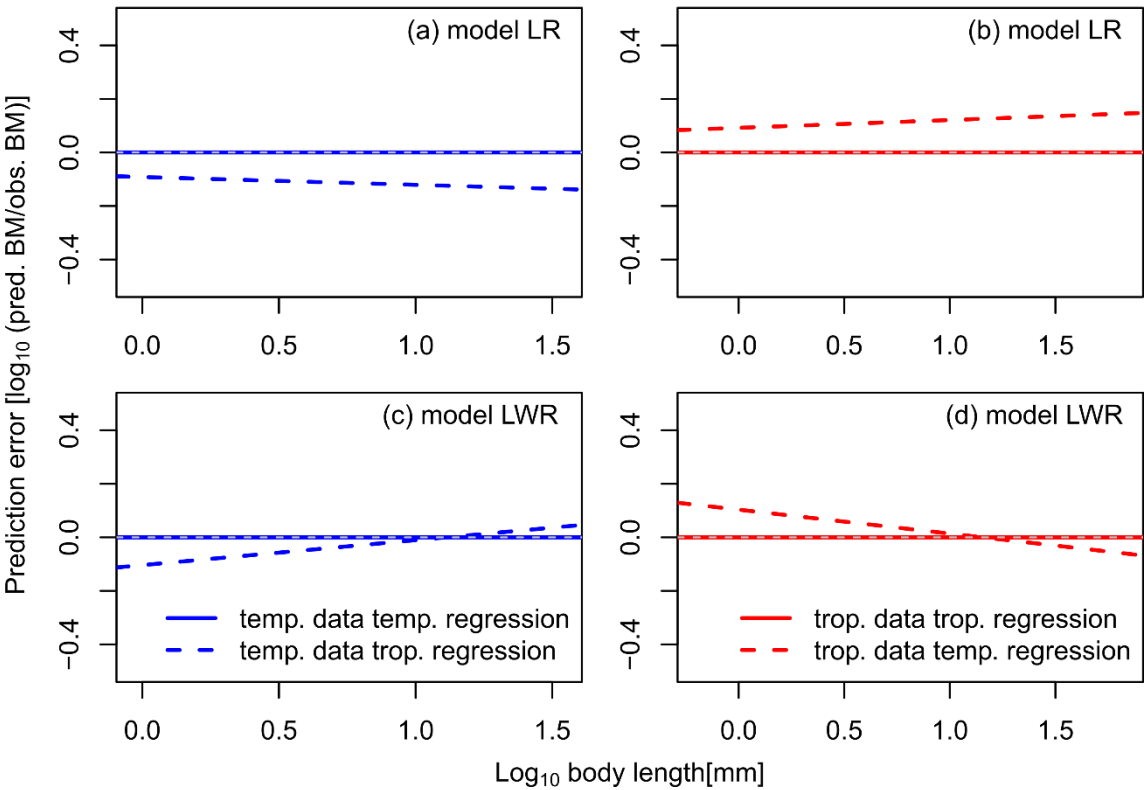 Prediction error [log₁₀ (pred. BM/obs. BM)]
(a) model LR
0.4
0.0
−0.4
0.0 0.5 1.0 1.5
(b) model LR
0.4
0.0
−0.4
0.0 0.5 1.0 1.5
(c) model LWR
0.4
0.0
−0.4
temp. data temp. regression
temp. data trop. regression
0.0 0.5 1.0 1.5
(d) model LWR
0.4
0.0
−0.4
trop. data trop. regression
trop. data temp. regression
0.0 0.5 1.0 1.5
Log₁₀ body length[mm]